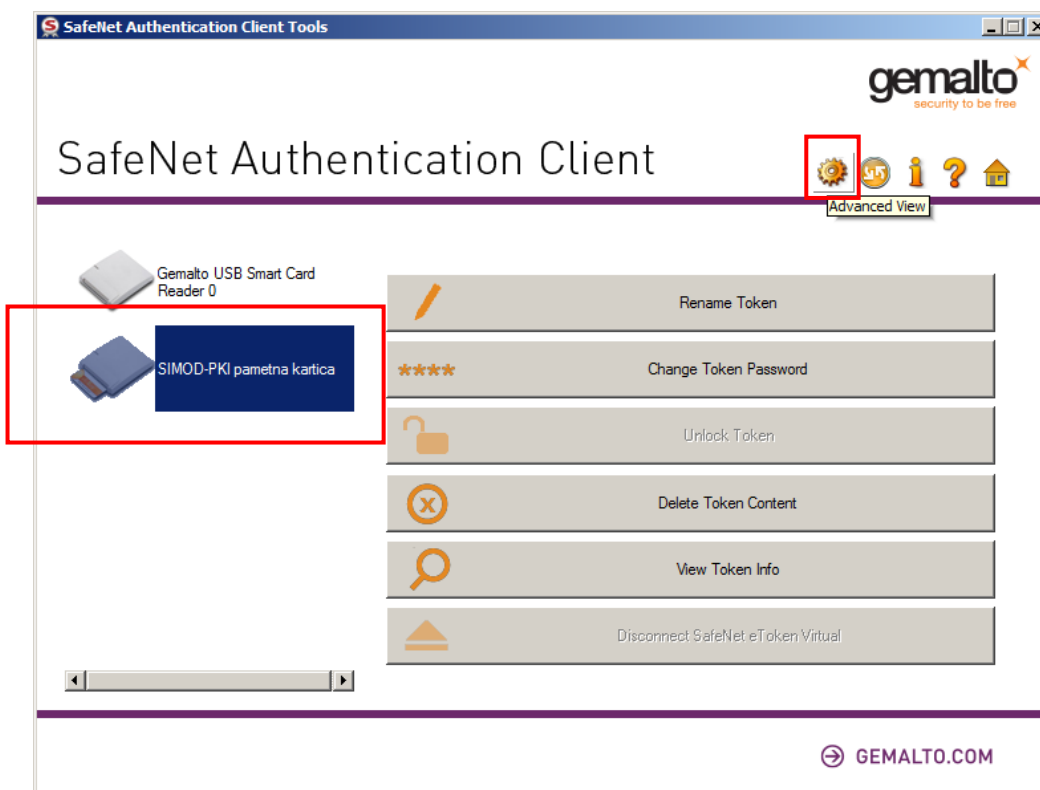 SafeNet Authentication Client Tools
gemalto
security to be free
SafeNet Authentication Client
Advanced View
Gemalto USB Smart Card
Reader 0
SIMOD-PKI pametna kartica
Rename Token
****
Change Token Password
Unlock Token
Delete Token Content
View Token Info
Disconnect SafeNet eToken Virtual
GEMALTO.COM